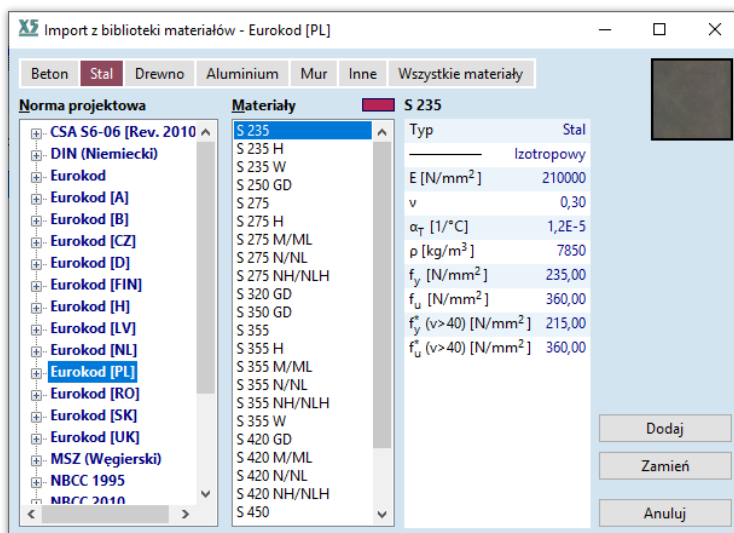 X5 Import z biblioteki materiałów - Eurokod [PL]
Beton Stal Drewno Aluminium Mur Inne Wszystkie materiały
Norma projektowa
CSA S6-06 [Rev. 2010
DIN (Niemiecki)
Eurokod
Eurokod [A]
Eurokod [B]
Eurokod [CZ]
Eurokod [D]
Eurokod [FIN]
Eurokod [H]
Eurokod [LV]
Eurokod [NL]
Eurokod [PL]
Eurokod [RO]
Eurokod [SK]
Eurokod [UK]
MSZ (Węgierski)
NBCC 1995
NBCC 2010
Materiały
S 235
S 235 H
S 235 W
S 250 GD
S 275
S 275 H
S 275 M/ML
S 275 N/NL
S 275 NH/NLH
S 320 GD
S 350 GD
S 355
S 355 H
S 355 M/ML
S 355 N/NL
S 355 NH/NLH
S 355 W
S 420 GD
S 420 M/ML
S 420 N/NL
S 420 NH/NLH
S 450
S 235
Typ Stal
Izotropowy
E [N/mm²] 210000
ν 0,30
α_T [1/°C] 1,2E-5
ρ [kg/m³] 7850
f_y [N/mm²] 235,00
f_u [N/mm²] 360,00
f*_y (v>40) [N/mm²] 215,00
f*_u (v>40) [N/mm²] 360,00
Dodaj
Zamień
Anuluj